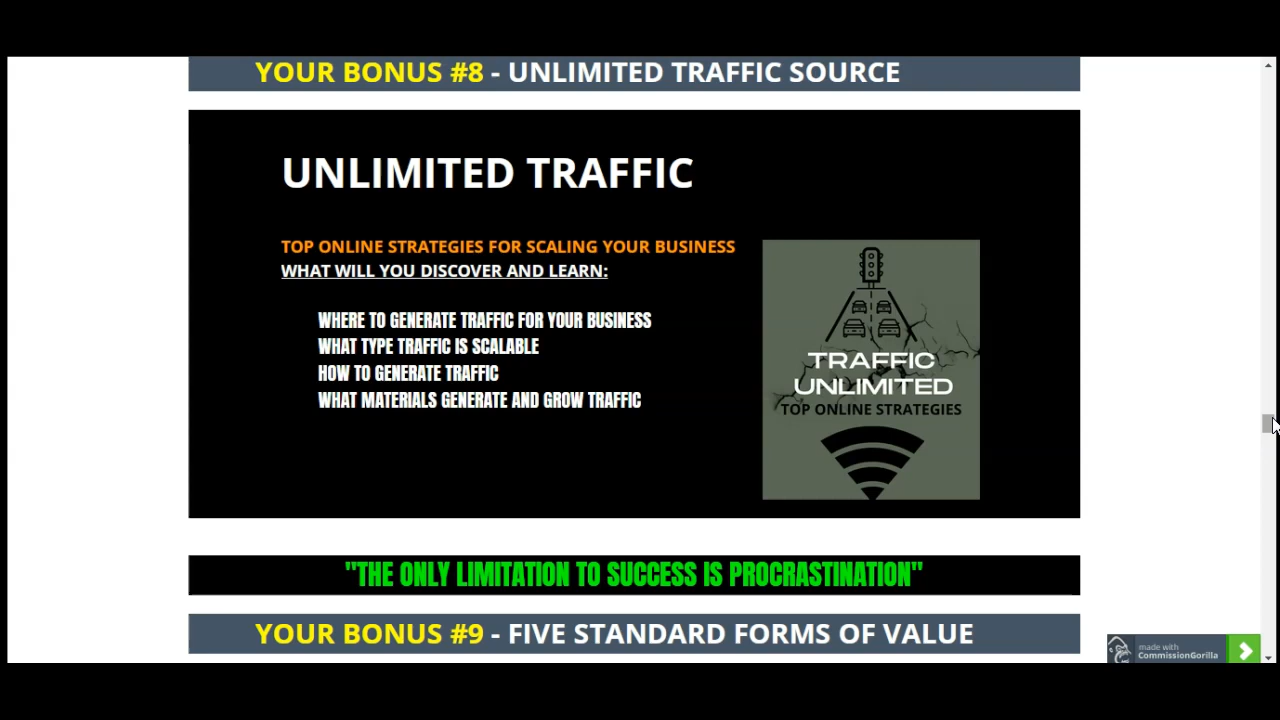 YOUR BONUS #8 - UNLIMITED TRAFFIC SOURCE
UNLIMITED TRAFFIC
TOP ONLINE STRATEGIES FOR SCALING YOUR BUSINESS
WHAT WILL YOU DISCOVER AND LEARN:
WHERE TO GENERATE TRAFFIC FOR YOUR BUSINESS
WHAT TYPE TRAFFIC IS SCALABLE
HOW TO GENERATE TRAFFIC
WHAT MATERIALS GENERATE AND GROW TRAFFIC
TRAFFIC
UNLIMITED
TOP ONLINE STRATEGIES
"THE ONLY LIMITATION TO SUCCESS IS PROCRASTINATION"
YOUR BONUS #9 - FIVE STANDARD FORMS OF VALUE
made with
CommissionGorilla